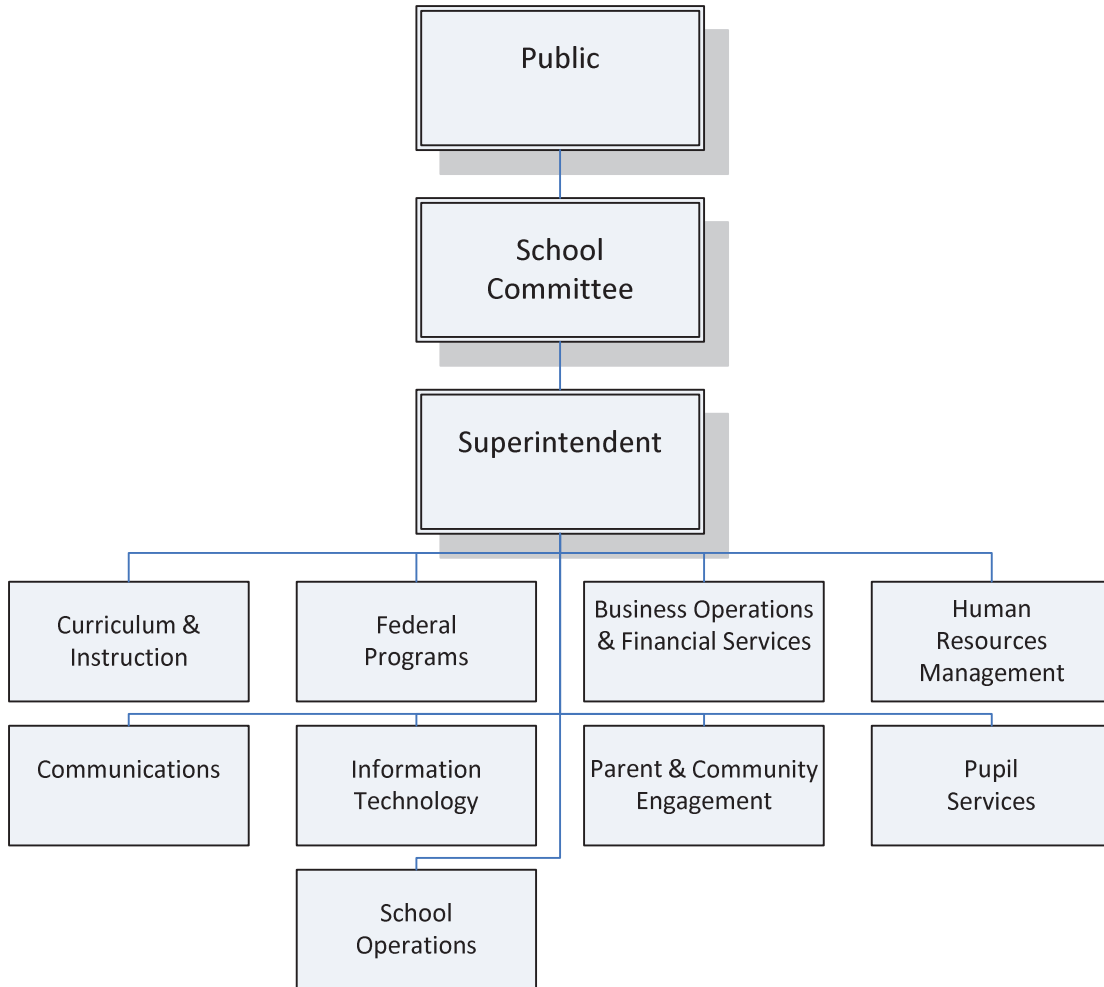 Public
School
Committee
Superintendent
Curriculum &
Instruction
Federal
Programs
Business Operations
& Financial Services
Human
Resources
Management
Communications
Information
Technology
Parent & Community
Engagement
Pupil
Services
School
Operations